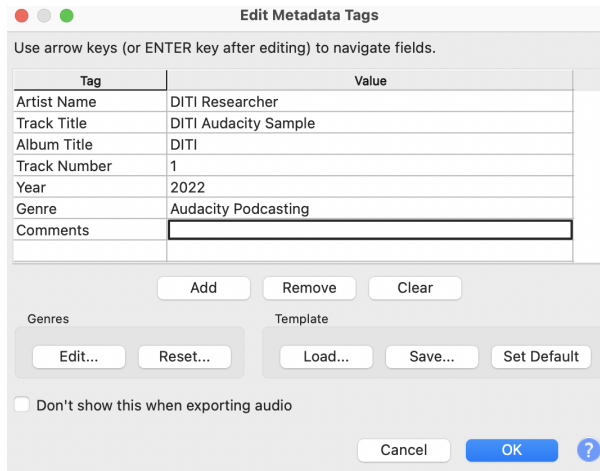 Edit Metadata Tags
Use arrow keys (or ENTER key after editing) to navigate fields.
Tag Value
Artist Name DITI Researcher
Track Title DITI Audacity Sample
Album Title DITI
Track Number 1
Year 2022
Genre Audacity Podcasting
Comments
Add Remove Clear
Genres Template
Edit... Reset... Load... Save... Set Default
Don't show this when exporting audio
Cancel OK ?